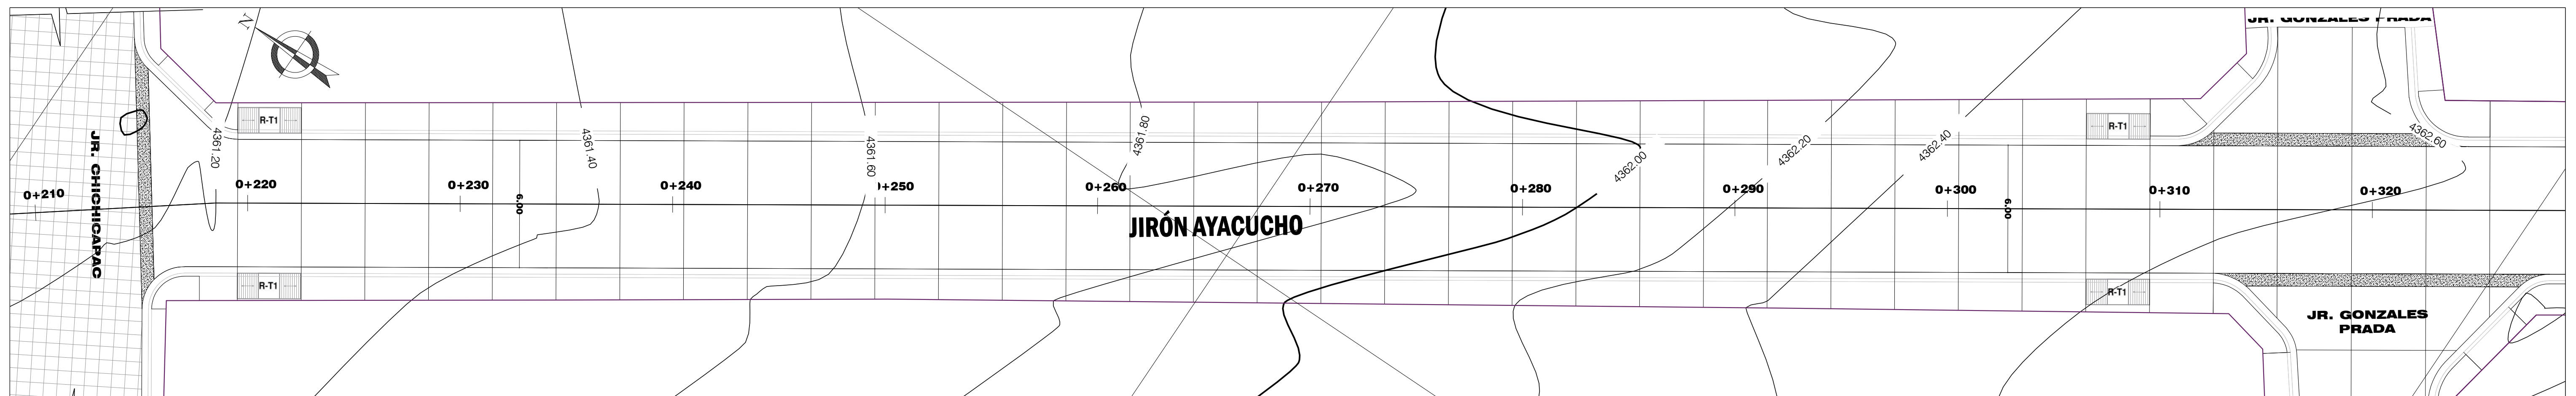 JR. GONZALES PRADA
N
R-T1
R-T1
4361.20
4361.40
4361.60
4361.80
4362.00
4362.20
4362.40
4362.60
JR. CHICHICAPAC
0+210
0+220
0+230
0+240
0+250
0+260
0+270
0+280
0+290
0+300
0+310
0+320
6.00
6.00
JIRÓN AYACUCHO
R-T1
R-T1
JR. GONZALES
PRADA